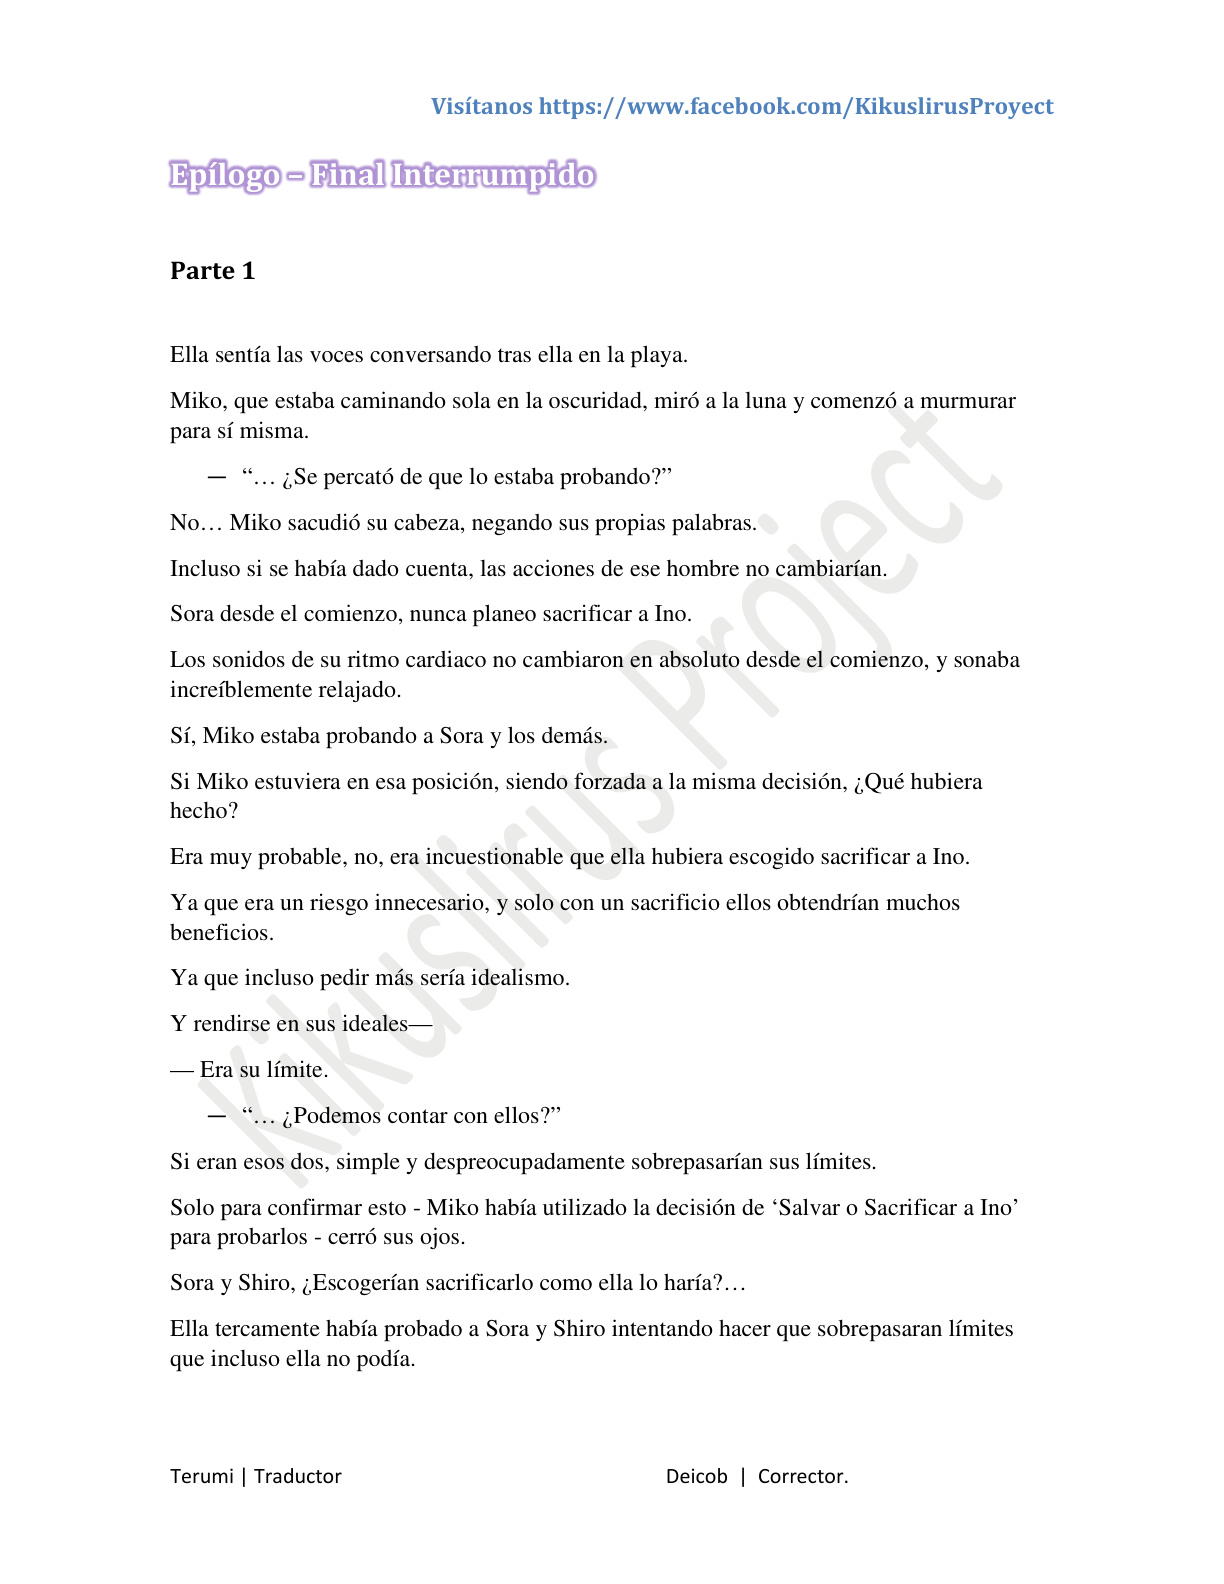 Visítanos https://www.facebook.com/KikuslirusProyect
Epílogo – Final Interrumpido
Parte 1
Ella sentía las voces conversando tras ella en la playa.
Miko, que estaba caminando sola en la oscuridad, miró a la luna y comenzó a murmurar
para sí misma.
— “… ¿Se percató de que lo estaba probando?”
No… Miko sacudió su cabeza, negando sus propias palabras.
Incluso si se había dado cuenta, las acciones de ese hombre no cambiarían.
Sora desde el comienzo, nunca planeo sacrificar a Ino.
Los sonidos de su ritmo cardiaco no cambiaron en absoluto desde el comienzo, y sonaba
increíblemente relajado.
Sí, Miko estaba probando a Sora y los demás.
Si Miko estuviera en esa posición, siendo forzada a la misma decisión, ¿Qué hubiera
hecho?
Era muy probable, no, era incuestionable que ella hubiera escogido sacrificar a Ino.
Ya que era un riesgo innecesario, y solo con un sacrificio ellos obtendrían muchos
beneficios.
Ya que incluso pedir más sería idealismo.
Y rendirse en sus ideales—
— Era su límite.
— “… ¿Podemos contar con ellos?”
Si eran esos dos, simple y despreocupadamente sobrepasarían sus límites.
Solo para confirmar esto - Miko había utilizado la decisión de ‘Salvar o Sacrificar a Ino’
para probarlos - cerró sus ojos.
Sora y Shiro, ¿Escogerían sacrificarlo como ella lo haría?…
Ella tercamente había probado a Sora y Shiro intentando hacer que sobrepasaran límites
que incluso ella no podía.
Kikuslirus Project
Terumi | Traductor Deicob | Corrector.